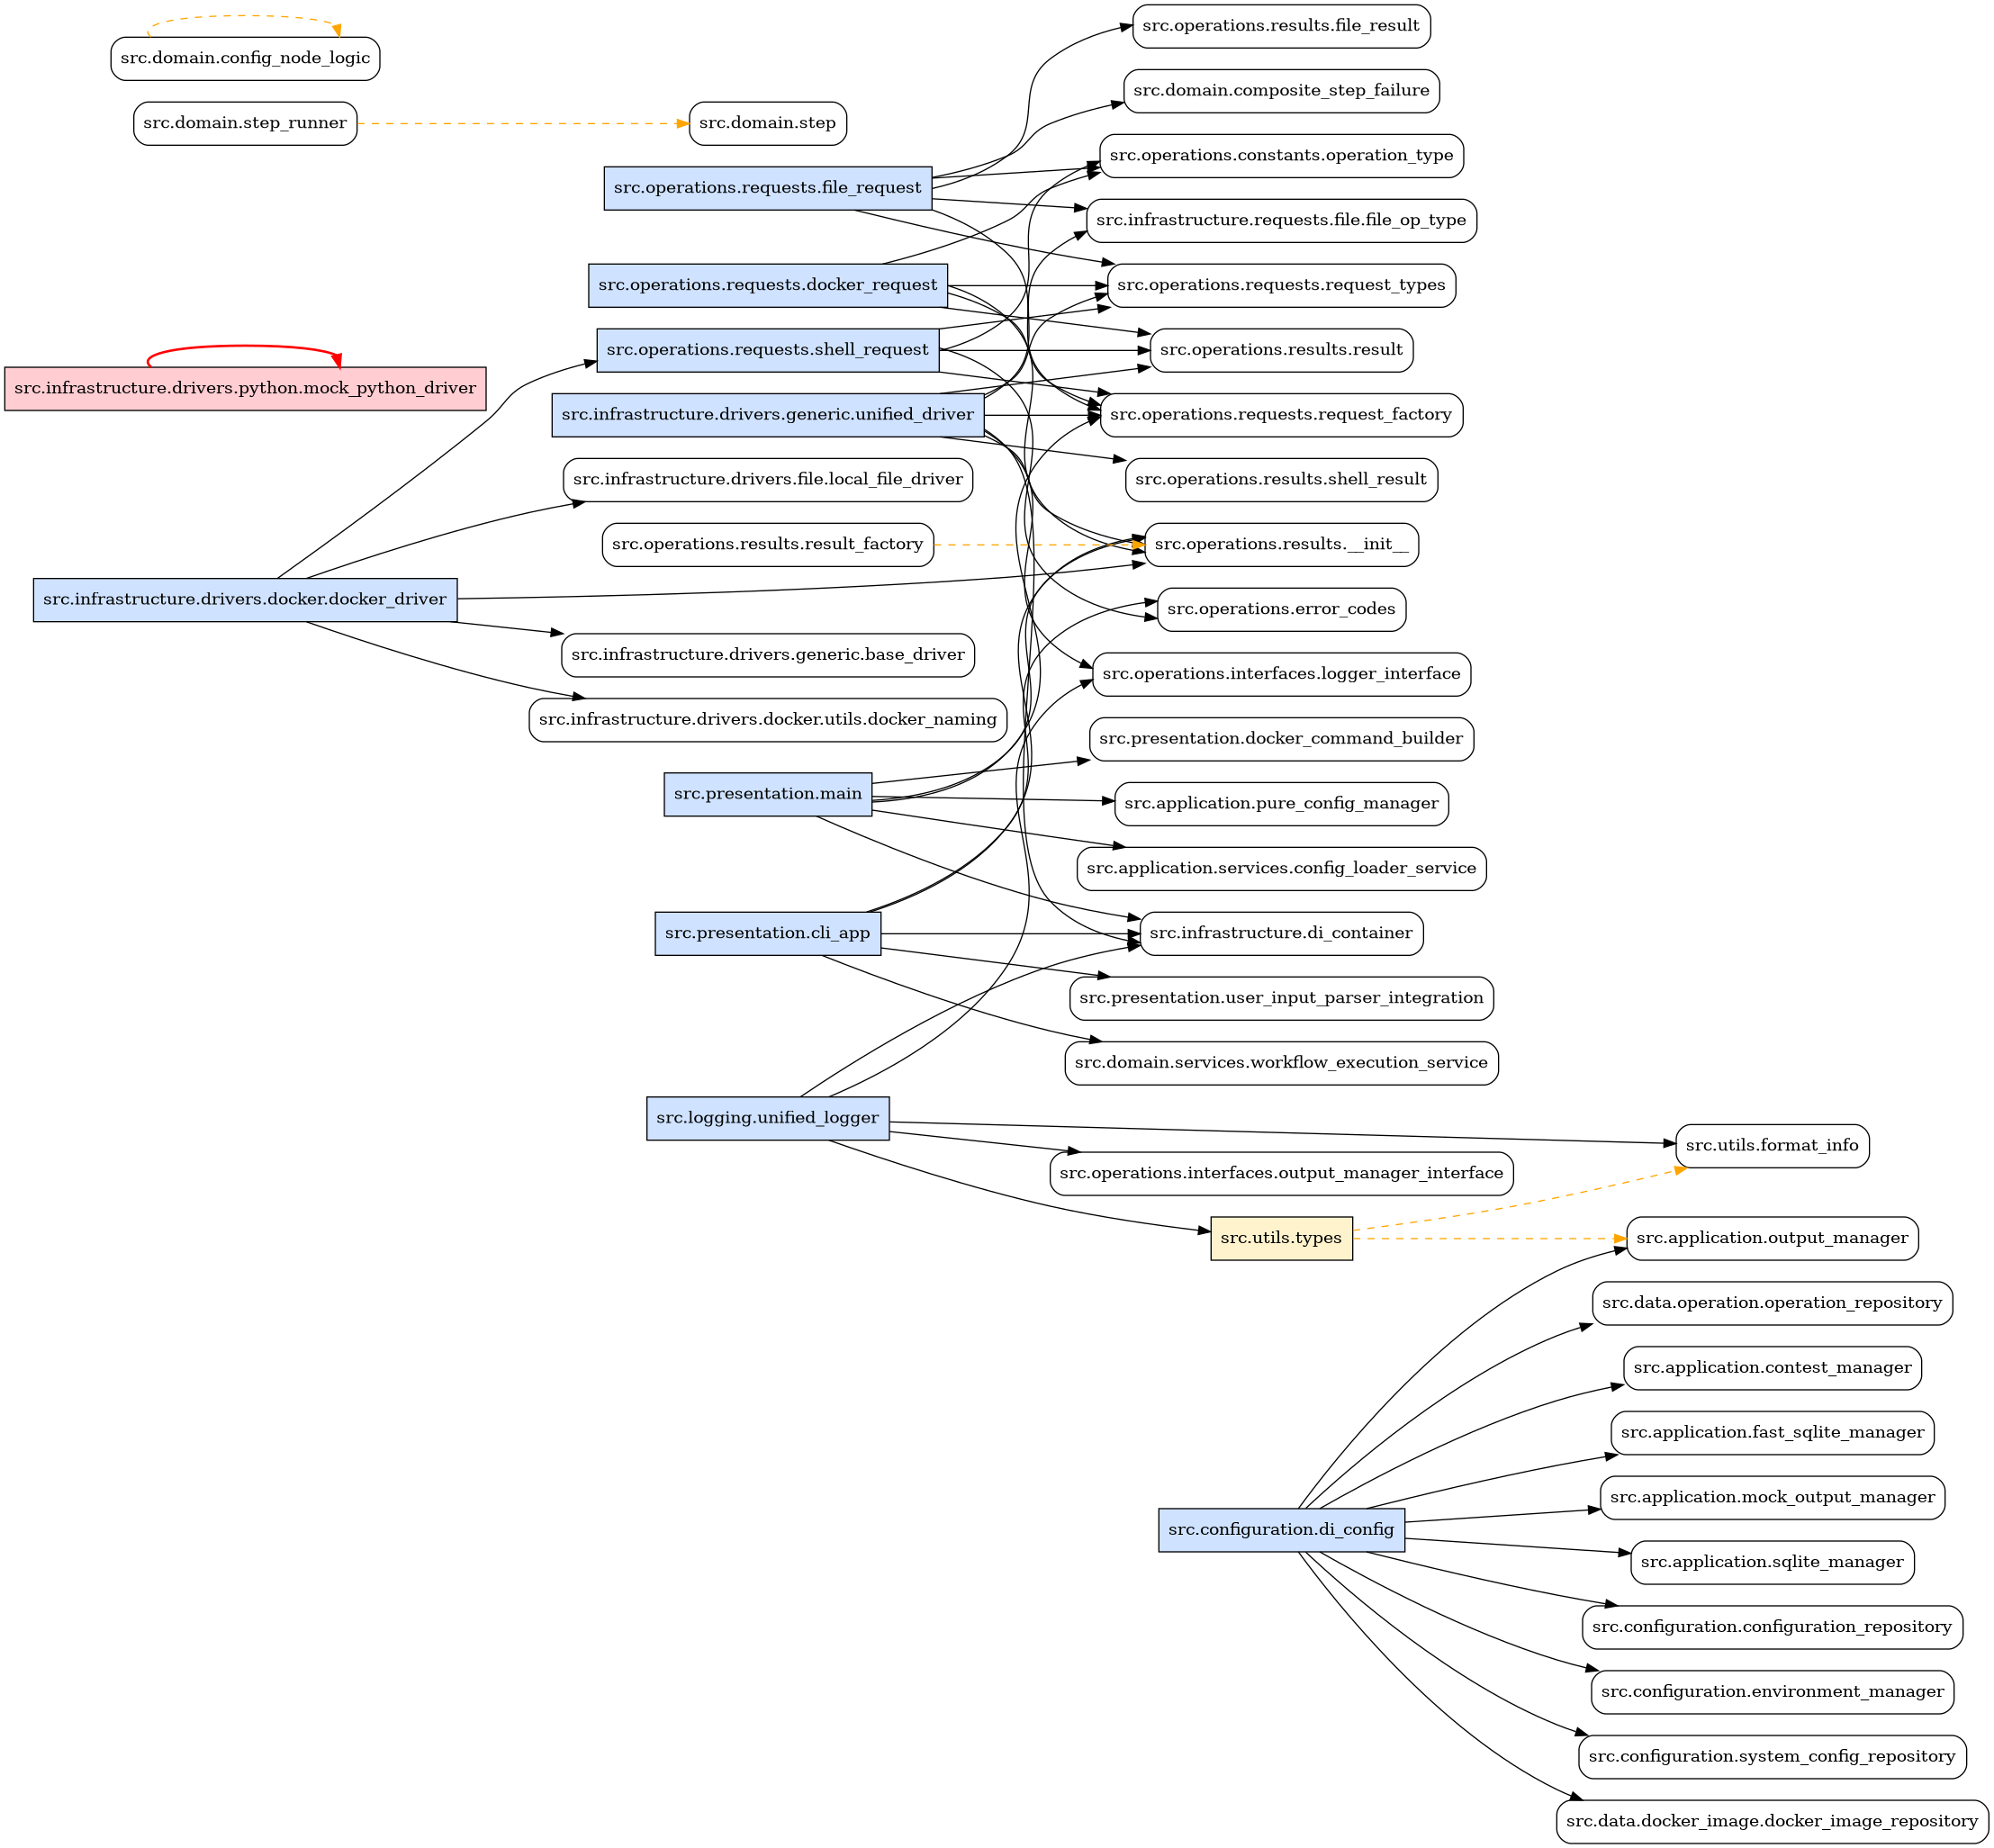 src.domain.config_node_logic
src.domain.step_runner
src.domain.step
src.operations.requests.file_request
src.operations.requests.docker_request
src.operations.requests.shell_request
src.infrastructure.drivers.python.mock_python_driver
src.infrastructure.drivers.generic.unified_driver
src.infrastructure.drivers.file.local_file_driver
src.operations.results.result_factory
src.infrastructure.drivers.docker.docker_driver
src.infrastructure.drivers.generic.base_driver
src.infrastructure.drivers.docker.utils.docker_naming
src.presentation.main
src.presentation.cli_app
src.logging.unified_logger
src.operations.results.file_result
src.domain.composite_step_failure
src.operations.constants.operation_type
src.infrastructure.requests.file.file_op_type
src.operations.requests.request_types
src.operations.results.result
src.operations.requests.request_factory
src.operations.results.shell_result
src.operations.results.__init__
src.operations.error_codes
src.operations.interfaces.logger_interface
src.presentation.docker_command_builder
src.application.pure_config_manager
src.application.services.config_loader_service
src.infrastructure.di_container
src.presentation.user_input_parser_integration
src.domain.services.workflow_execution_service
src.operations.interfaces.output_manager_interface
src.utils.types
src.configuration.di_config
src.utils.format_info
src.application.output_manager
src.data.operation.operation_repository
src.application.contest_manager
src.application.fast_sqlite_manager
src.application.mock_output_manager
src.application.sqlite_manager
src.configuration.configuration_repository
src.configuration.environment_manager
src.configuration.system_config_repository
src.data.docker_image.docker_image_repository